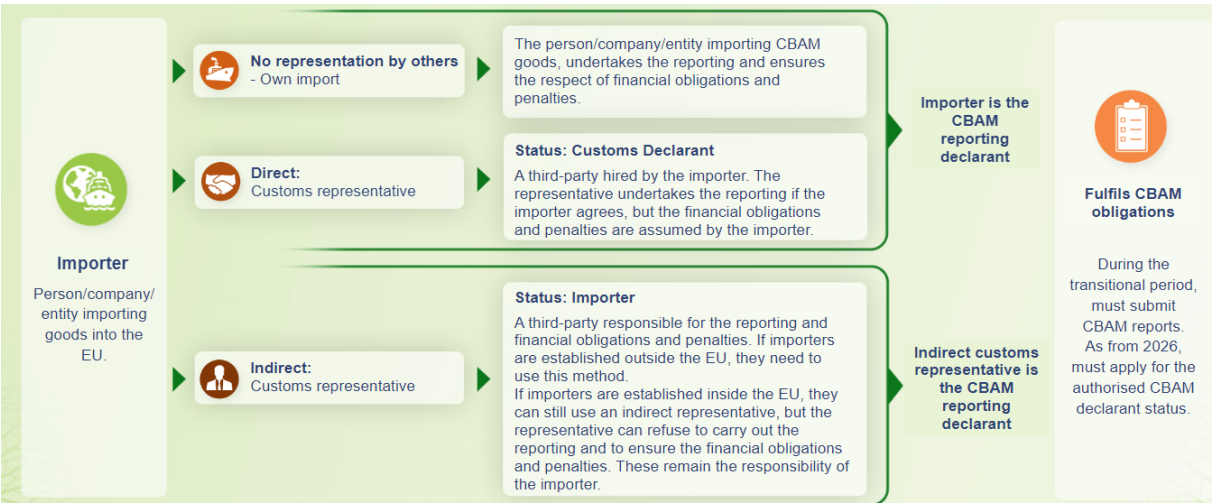 Importer
Person/company/
entity importing
goods into the
EU.
No representation by others
- Own import
The person/company/entity importing CBAM
goods, undertakes the reporting and ensures
the respect of financial obligations and
penalties.
Direct:
Customs representative
Status: Customs Declarant
A third-party hired by the importer. The
representative undertakes the reporting if the
importer agrees, but the financial obligations
and penalties are assumed by the importer.
Importer is the
CBAM
reporting
declarant
Indirect:
Customs representative
Status: Importer
A third-party responsible for the reporting and
financial obligations and penalties. If importers
are established outside the EU, they need to
use this method.
If importers are established inside the EU, they
can still use an indirect representative, but the
representative can refuse to carry out the
reporting and to ensure the financial obligations
and penalties. These remain the responsibility of
the importer.
Indirect customs
representative is
the CBAM
reporting
declarant
Fulfils CBAM
obligations
During the
transitional period,
must submit
CBAM reports.
As from 2026,
must apply for the
authorised CBAM
declarant status.